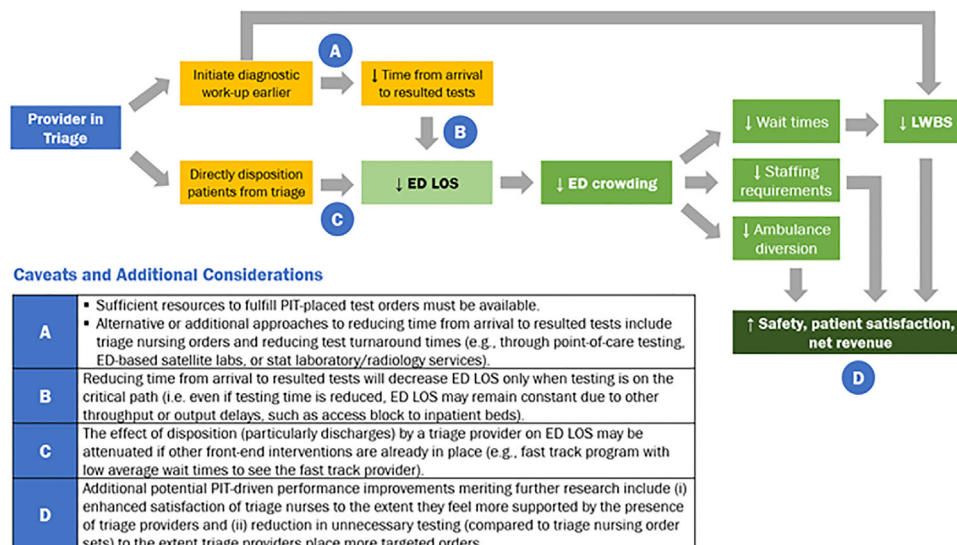 A
Initiate diagnostic
work-up earlier
↓ Time from arrival
to resulted tests
Provider in
Triage
B
↓ Wait times
↓ LWBS
Directly disposition
patients from triage
↓ ED LOS
↓ ED crowding
↓ Staffing
requirements
C
↓ Ambulance
diversion
↑ Safety, patient satisfaction,
net revenue
D
Caveats and Additional Considerations
A
▪ Sufficient resources to fulfill PIT-placed test orders must be available.
▪ Alternative or additional approaches to reducing time from arrival to resulted tests include
triage nursing orders and reducing test turnaround times (e.g., through point-of-care testing,
ED-based satellite labs, or stat laboratory/radiology services).
B
Reducing time from arrival to resulted tests will decrease ED LOS only when testing is on the
critical path (i.e. even if testing time is reduced, ED LOS may remain constant due to other
throughput or output delays, such as access block to inpatient beds).
C
The effect of disposition (particularly discharges) by a triage provider on ED LOS may be
attenuated if other front-end interventions are already in place (e.g., fast track program with
low average wait times to see the fast track provider).
D
Additional potential PIT-driven performance improvements meriting further research include (i)
enhanced satisfaction of triage nurses to the extent they feel more supported by the presence
of triage providers and (ii) reduction in unnecessary testing (compared to triage nursing order
sets) to the extent triage providers place more targeted orders.